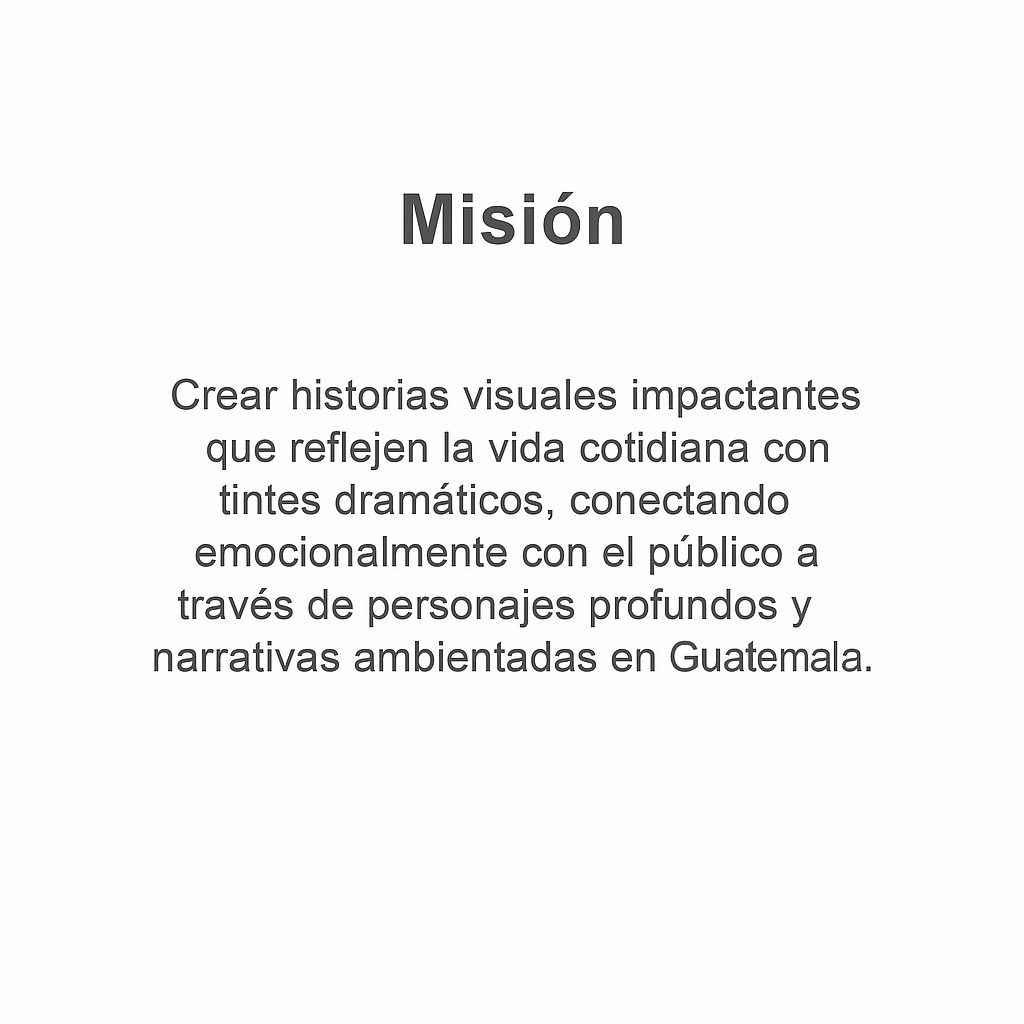 Misión
Crear historias visuales impactantes
que reflejen la vida cotidiana con
tintes dramáticos, conectando
emocionalmente con el público a
través de personajes profundos y
narrativas ambientadas en Guatemala.